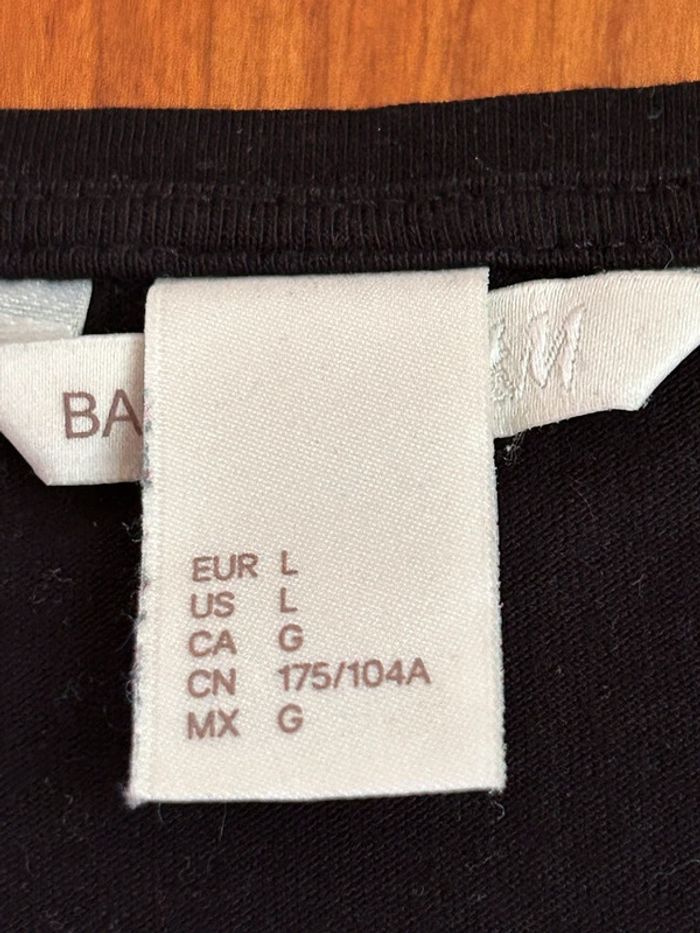 BA
&M
EUR L
US L
CA G
CN 175/104A
MX G